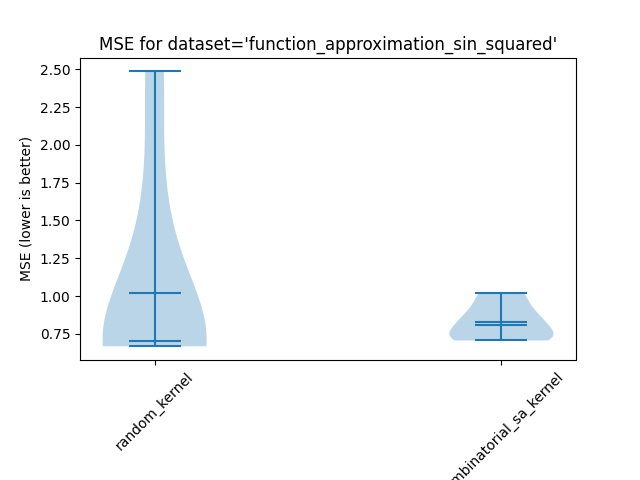 MSE for dataset='function_approximation_sin_squared'
MSE (lower is better)
2.50
2.25
2.00
1.75
1.50
1.25
1.00
0.75
random_kernel
mbinatorial_sa_kernel